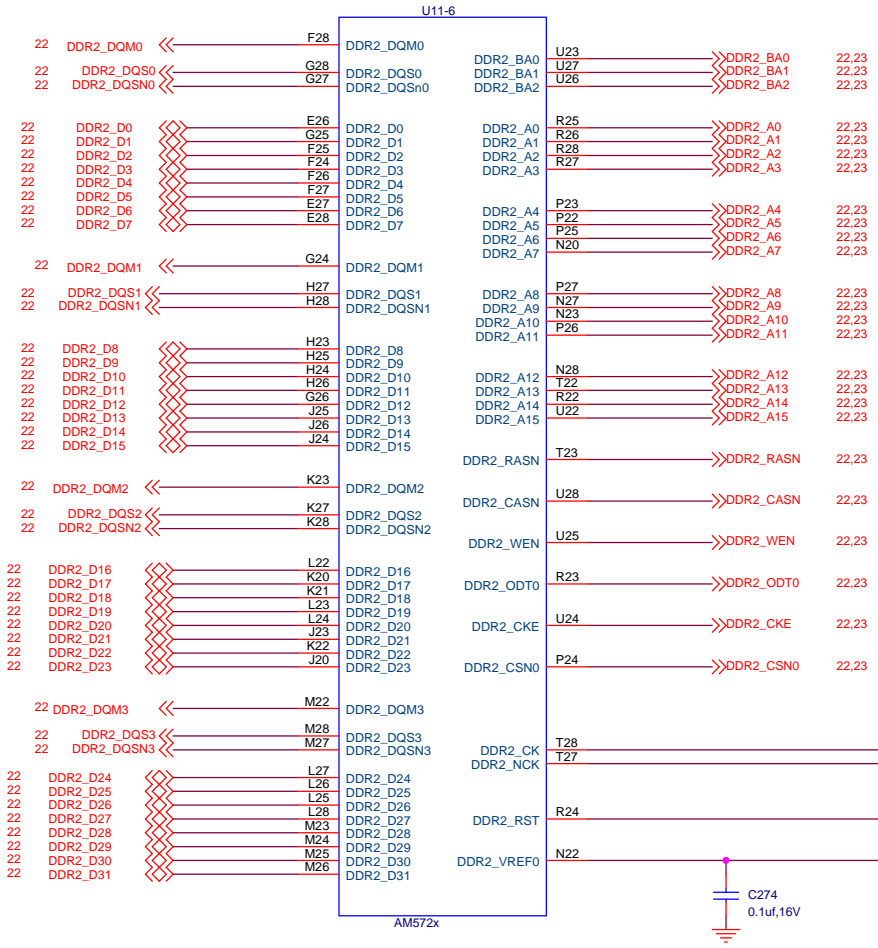 U11-6
22 DDR2_DQM0 F28 DDR2_DQM0
DDR2_BA0 U23 DDR2_BA0 22,23
22 DDR2_DQS0 G28 DDR2_DQS0 DDR2_BA1 U27 DDR2_BA1 22,23
22 DDR2_DQSN0 G27 DDR2_DQSn0 DDR2_BA2 U26 DDR2_BA2 22,23
22 DDR2_D0 E26 DDR2_D0 DDR2_A0 R25 DDR2_A0 22,23
22 DDR2_D1 G25 DDR2_D1 DDR2_A1 R26 DDR2_A1 22,23
22 DDR2_D2 F25 DDR2_D2 DDR2_A2 R28 DDR2_A2 22,23
22 DDR2_D3 F24 DDR2_D3 DDR2_A3 R27 DDR2_A3 22,23
22 DDR2_D4 F26 DDR2_D4
22 DDR2_D5 F27 DDR2_D5
22 DDR2_D6 E27 DDR2_D6 DDR2_A4 P23 DDR2_A4 22,23
22 DDR2_D7 E28 DDR2_D7 DDR2_A5 P22 DDR2_A5 22,23
DDR2_A6 P25 DDR2_A6 22,23
DDR2_A7 N20 DDR2_A7 22,23
22 DDR2_DQM1 G24 DDR2_DQM1
22 DDR2_DQS1 H27 DDR2_DQS1 DDR2_A8 P27 DDR2_A8 22,23
22 DDR2_DQSN1 H28 DDR2_DQSN1 DDR2_A9 N27 DDR2_A9 22,23
DDR2_A10 N23 DDR2_A10 22,23
DDR2_A11 P26 DDR2_A11 22,23
22 DDR2_D8 H23 DDR2_D8
22 DDR2_D9 H25 DDR2_D9
22 DDR2_D10 H24 DDR2_D10 DDR2_A12 N28 DDR2_A12 22,23
22 DDR2_D11 H26 DDR2_D11 DDR2_A13 T22 DDR2_A13 22,23
22 DDR2_D12 G26 DDR2_D12 DDR2_A14 R22 DDR2_A14 22,23
22 DDR2_D13 J25 DDR2_D13 DDR2_A15 U22 DDR2_A15 22,23
22 DDR2_D14 J26 DDR2_D14
22 DDR2_D15 J24 DDR2_D15
DDR2_RASN T23 DDR2_RASN 22,23
22 DDR2_DQM2 K23 DDR2_DQM2
DDR2_CASN U28 DDR2_CASN 22,23
22 DDR2_DQS2 K27 DDR2_DQS2
22 DDR2_DQSN2 K28 DDR2_DQSN2
DDR2_WEN U25 DDR2_WEN 22,23
22 DDR2_D16 L22 DDR2_D16
22 DDR2_D17 K20 DDR2_D17 DDR2_ODT0 R23 DDR2_ODT0 22,23
22 DDR2_D18 K21 DDR2_D18
22 DDR2_D19 L23 DDR2_D19
22 DDR2_D20 L24 DDR2_D20 DDR2_CKE U24 DDR2_CKE 22,23
22 DDR2_D21 J23 DDR2_D21
22 DDR2_D22 K22 DDR2_D22
22 DDR2_D23 J20 DDR2_D23 DDR2_CSN0 P24 DDR2_CSN0 22,23
22 DDR2_DQM3 M22 DDR2_DQM3
22 DDR2_DQS3 M28 DDR2_DQS3
22 DDR2_DQSN3 M27 DDR2_DQSN3 DDR2_CK T28
DDR2_NCK T27
22 DDR2_D24 L27 DDR2_D24
22 DDR2_D25 L26 DDR2_D25
22 DDR2_D26 L25 DDR2_D26
22 DDR2_D27 L28 DDR2_D27 DDR2_RST R24
22 DDR2_D28 M23 DDR2_D28
22 DDR2_D29 M24 DDR2_D29
22 DDR2_D30 M25 DDR2_D30 DDR2_VREF0 N22
22 DDR2_D31 M26 DDR2_D31
C274
0.1uf,16V
AM572x